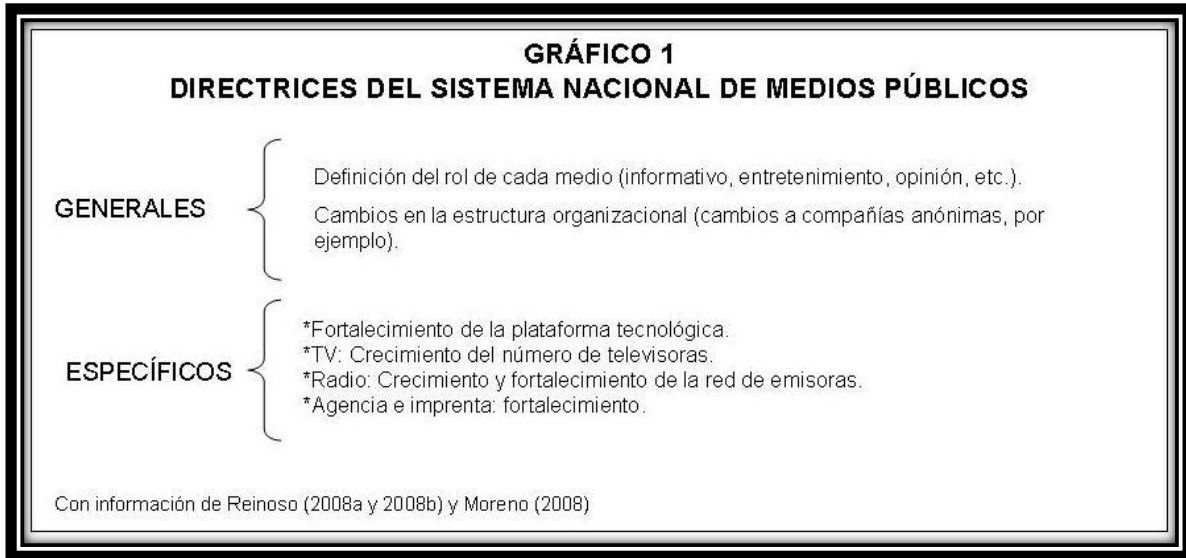 GRÁFICO 1
DIRECTRICES DEL SISTEMA NACIONAL DE MEDIOS PÚBLICOS
GENERALES
Definición del rol de cada medio (informativo, entretenimiento, opinión, etc.).
Cambios en la estructura organizacional (cambios a compañías anónimas, por
ejemplo).
ESPECÍFICOS
*Fortalecimiento de la plataforma tecnológica.
*TV: Crecimiento del número de televisoras.
*Radio: Crecimiento y fortalecimiento de la red de emisoras.
*Agencia e imprenta: fortalecimiento.
Con información de Reinoso (2008a y 2008b) y Moreno (2008)